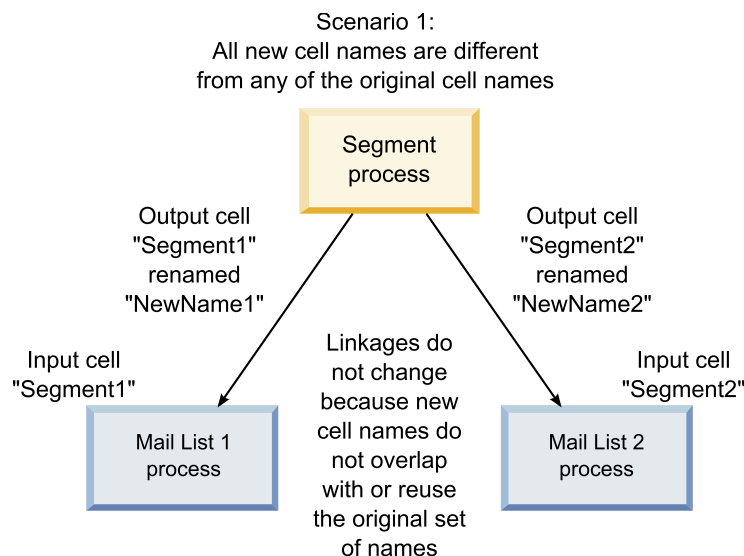 Scenario 1:
All new cell names are different
from any of the original cell names
Segment
process
Output cell
"Segment1"
renamed
"NewName1"
Output cell
"Segment2"
renamed
"NewName2"
Input cell
"Segment1"
Linkages do
not change
because new
cell names do
not overlap
with or reuse
the original set
of names
Input cell
"Segment2"
Mail List 1
process
Mail List 2
process